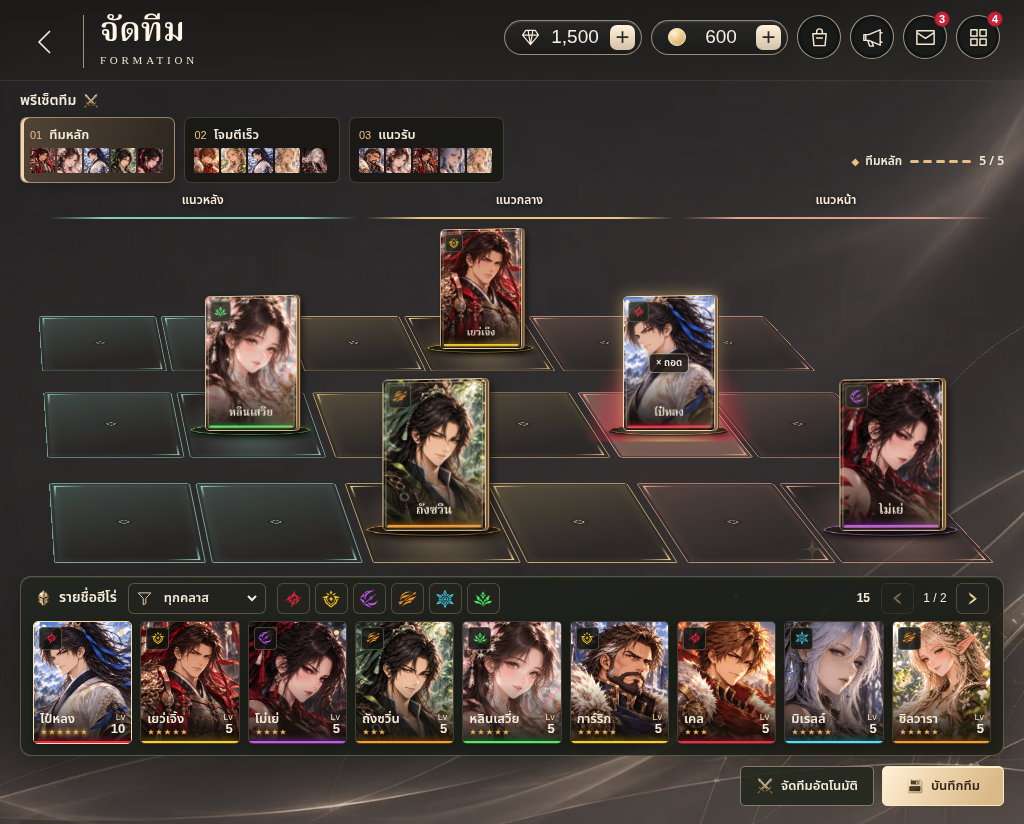 จัดทีม
FORMATION
1,500
600
3
4
พรีเซ็ตทีม
01 ทีมหลัก
02 โจมตีเร็ว
03 แนวรับ
ทีมหลัก 5 / 5
แนวหลัง
แนวกลาง
แนวหน้า
เยว่เจิ้ง
หลินเสวี่ย
× ถอด
ไป๋หลง
ถังซวิ่น
โม่เย่
รายชื่อฮีโร่
ทุกคลาส
15
1 / 2
ไป๋หลง Lv 10
เยว่เจิ้ง Lv 5
โม่เย่ Lv 5
ถังซวิ่น Lv 5
หลินเสวี่ย Lv 5
การ์ริก Lv 5
เคล Lv 5
มิเรลล์ Lv 5
ซิลวารา Lv 5
จัดทีมอัตโนมัติ
บันทึกทีม